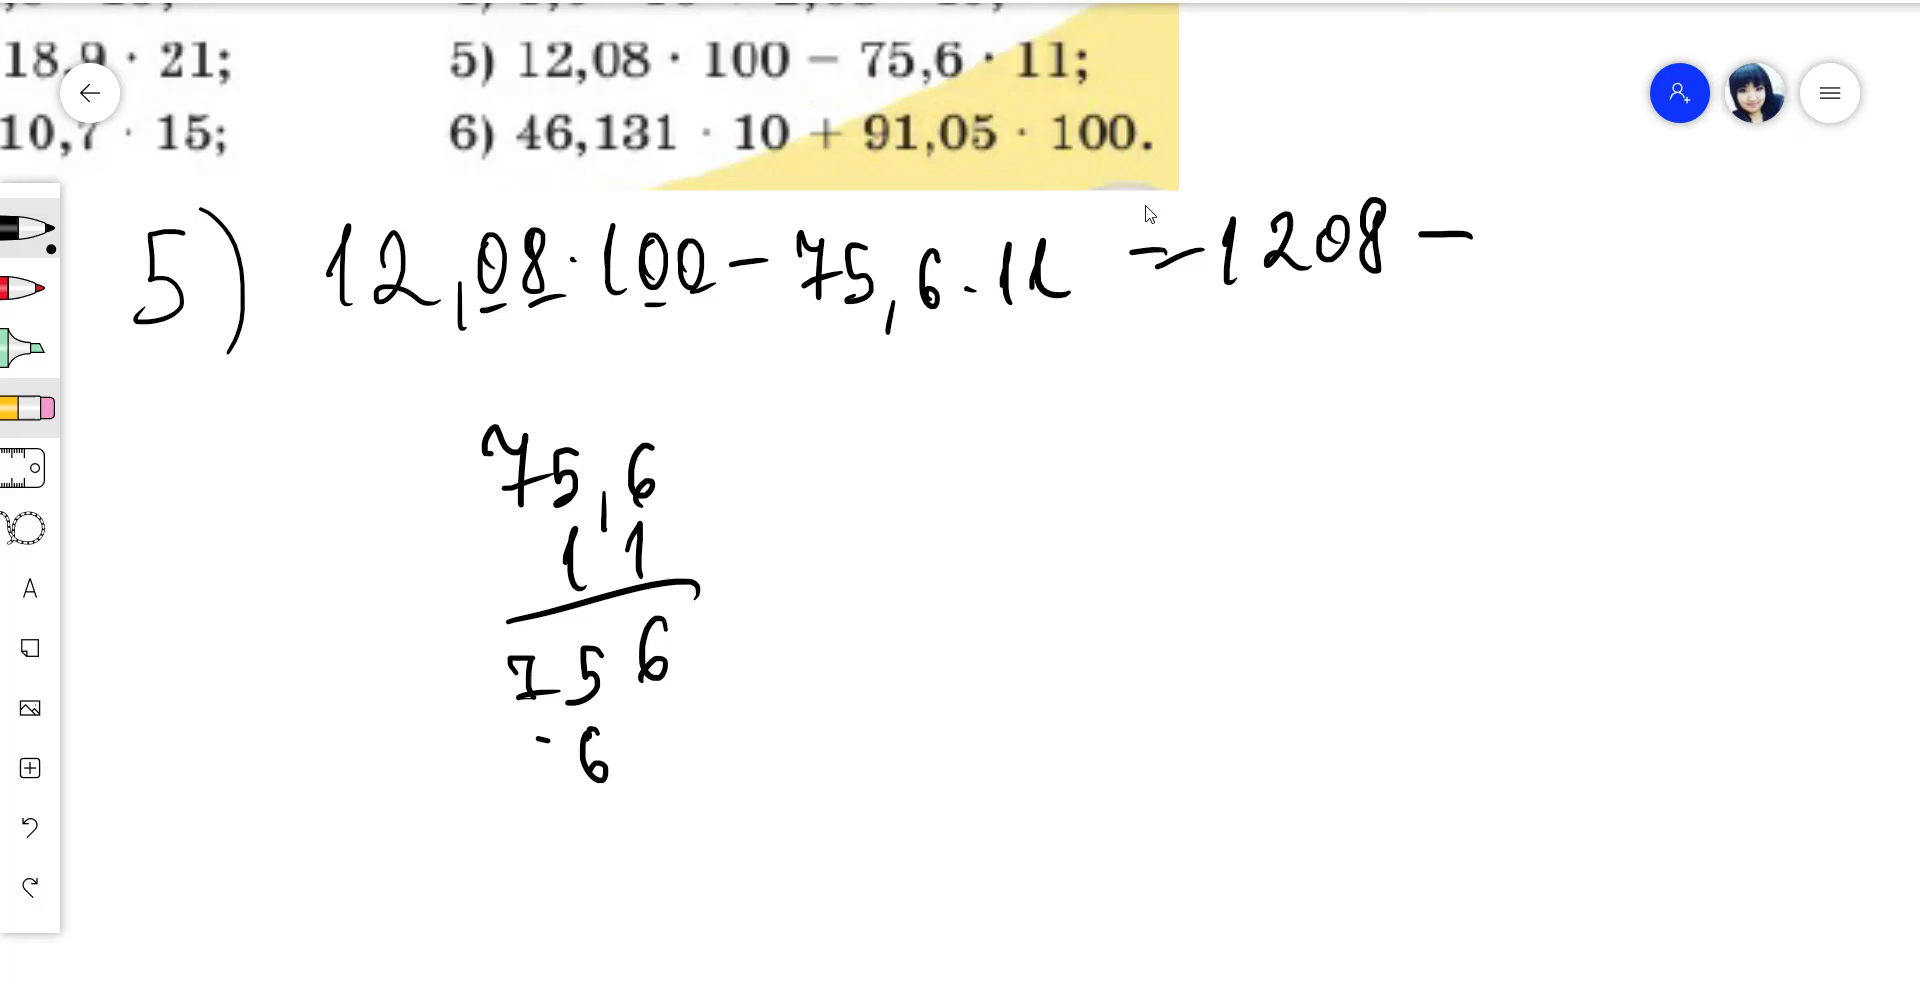 18,9 · 21;
5) 12,08 · 100 − 75,6 · 11;
10,7 · 15;
6) 46,131 · 10 + 91,05 · 100.
5) 12,08 · 100 − 75,6 · 11 = 1208 −
75,6
11
756
6
A